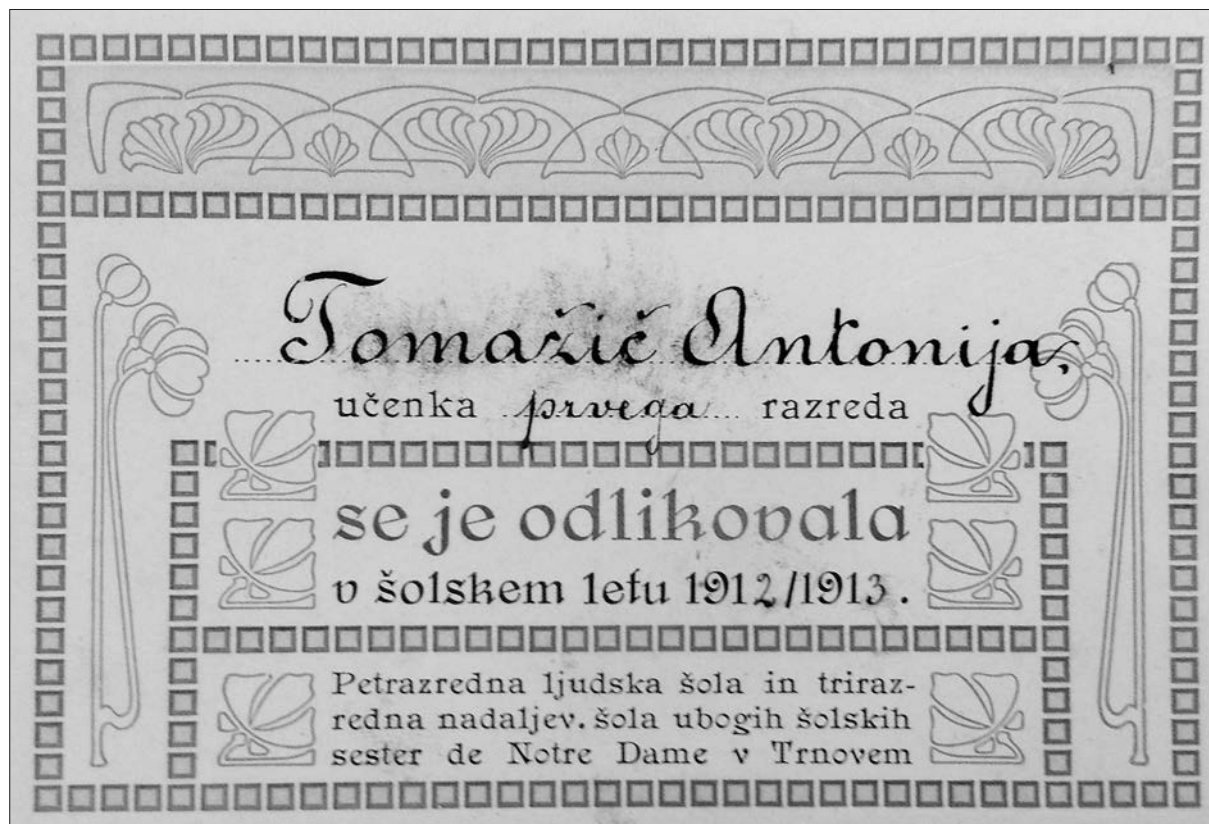 Tomažič Antonija,
učenka prvega razreda
se je odlikovala
v šolskem letu 1912/1913.
Petrazredna ljudska šola in triraz-
redna nadaljev. šola ubogih šolskih
sester de Notre Dame v Trnovem